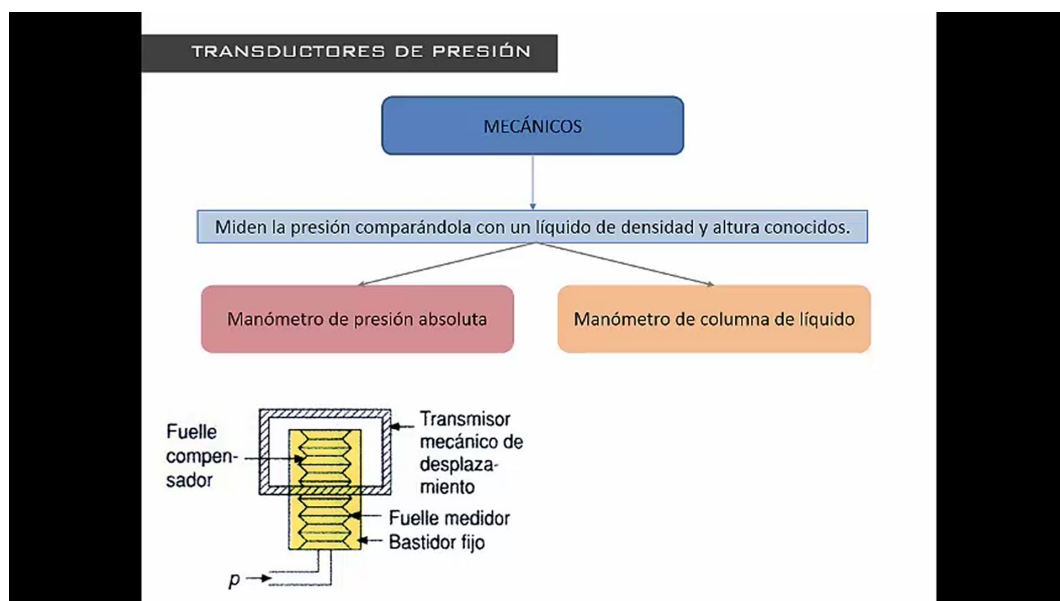 TRANSDUCTORES DE PRESIÓN
MECÁNICOS
Miden la presión comparándola con un líquido de densidad y altura conocidos.
Manómetro de presión absoluta
Manómetro de columna de líquido
Fuelle
compen-
sador
Transmisor
mecánico de
desplaza-
miento
Fuelle medidor
Bastidor fijo
p